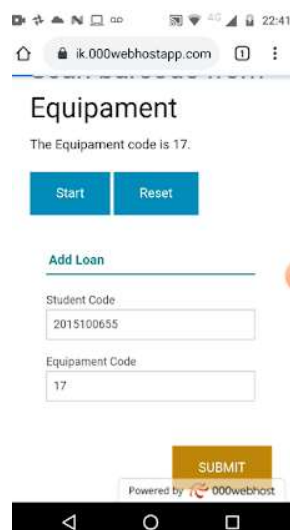 22:41
ik.000webhostapp.com
Equipament
The Equipament code is 17.
Start Reset
Add Loan
Student Code
2015100655
Equipament Code
17
SUBMIT
Powered by 000webhost